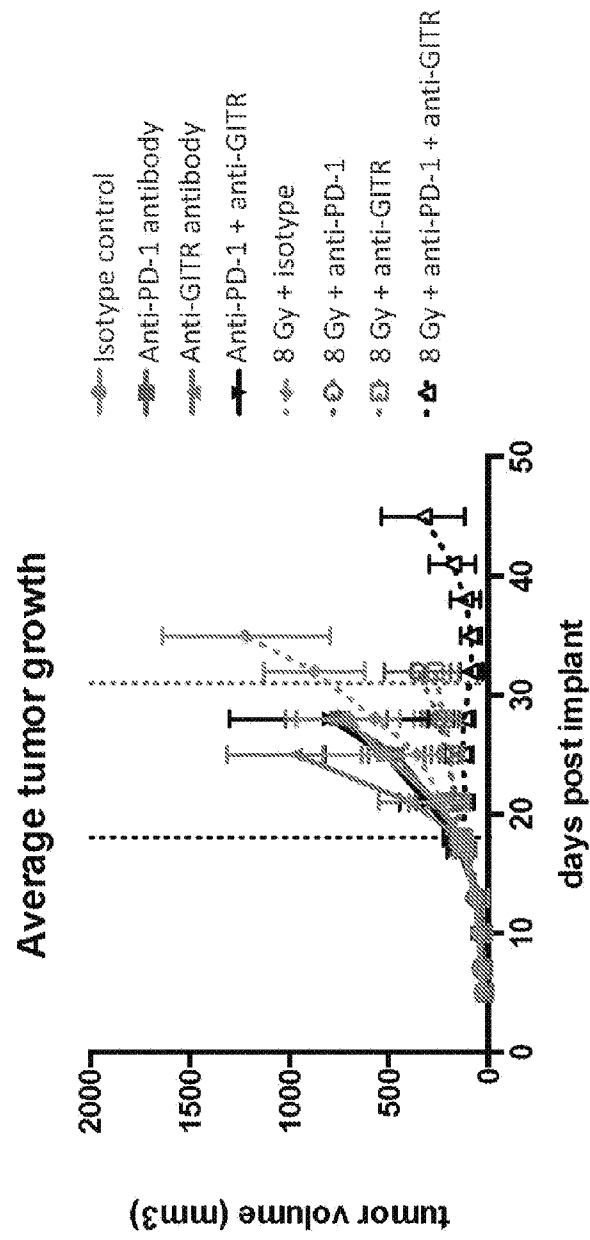 Average tumor growth
tumor volume (mm3)
2000
1500
1000
500
0
0
10
20
30
40
50
days post implant
Isotype control
Anti-PD-1 antibody
Anti-GITR antibody
Anti-PD-1 + anti-GITR
8 Gy + isotype
8 Gy + anti-PD-1
8 Gy + anti-GITR
8 Gy + anti-PD-1 + anti-GITR